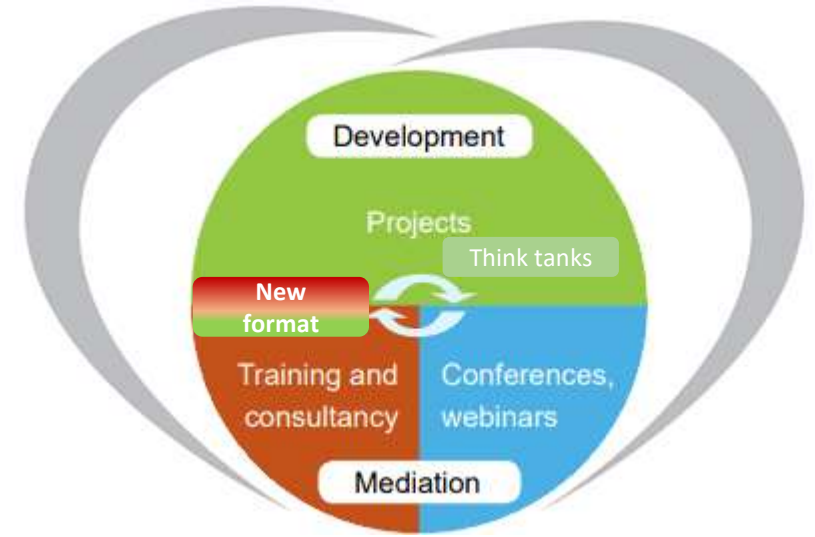 Development
Projects
Think tanks
New
format
Training and
consultancy
Conferences,
webinars
Mediation